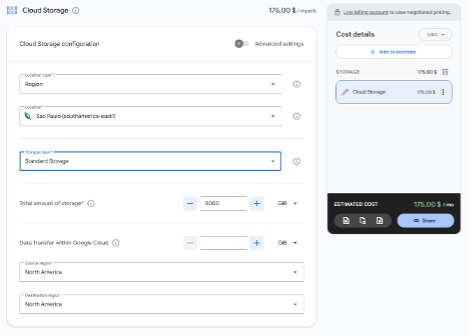 Cloud Storage
175,00 $ / month
Cloud Storage configuration
Advanced settings
Location type*
Region
Location*
Sao Paulo (southamerica-east1)
Storage class*
Standard Storage
Total amount of storage*
5000
GiB
Data Transfer within Google Cloud
GiB
Source region
North America
Destination region
North America
Link billing account to view negotiated pricing.
Cost details
USD
Add to estimate
STORAGE
175,00 $
Cloud Storage
175,00 $
ESTIMATED COST
175,00 $ / mo
Share